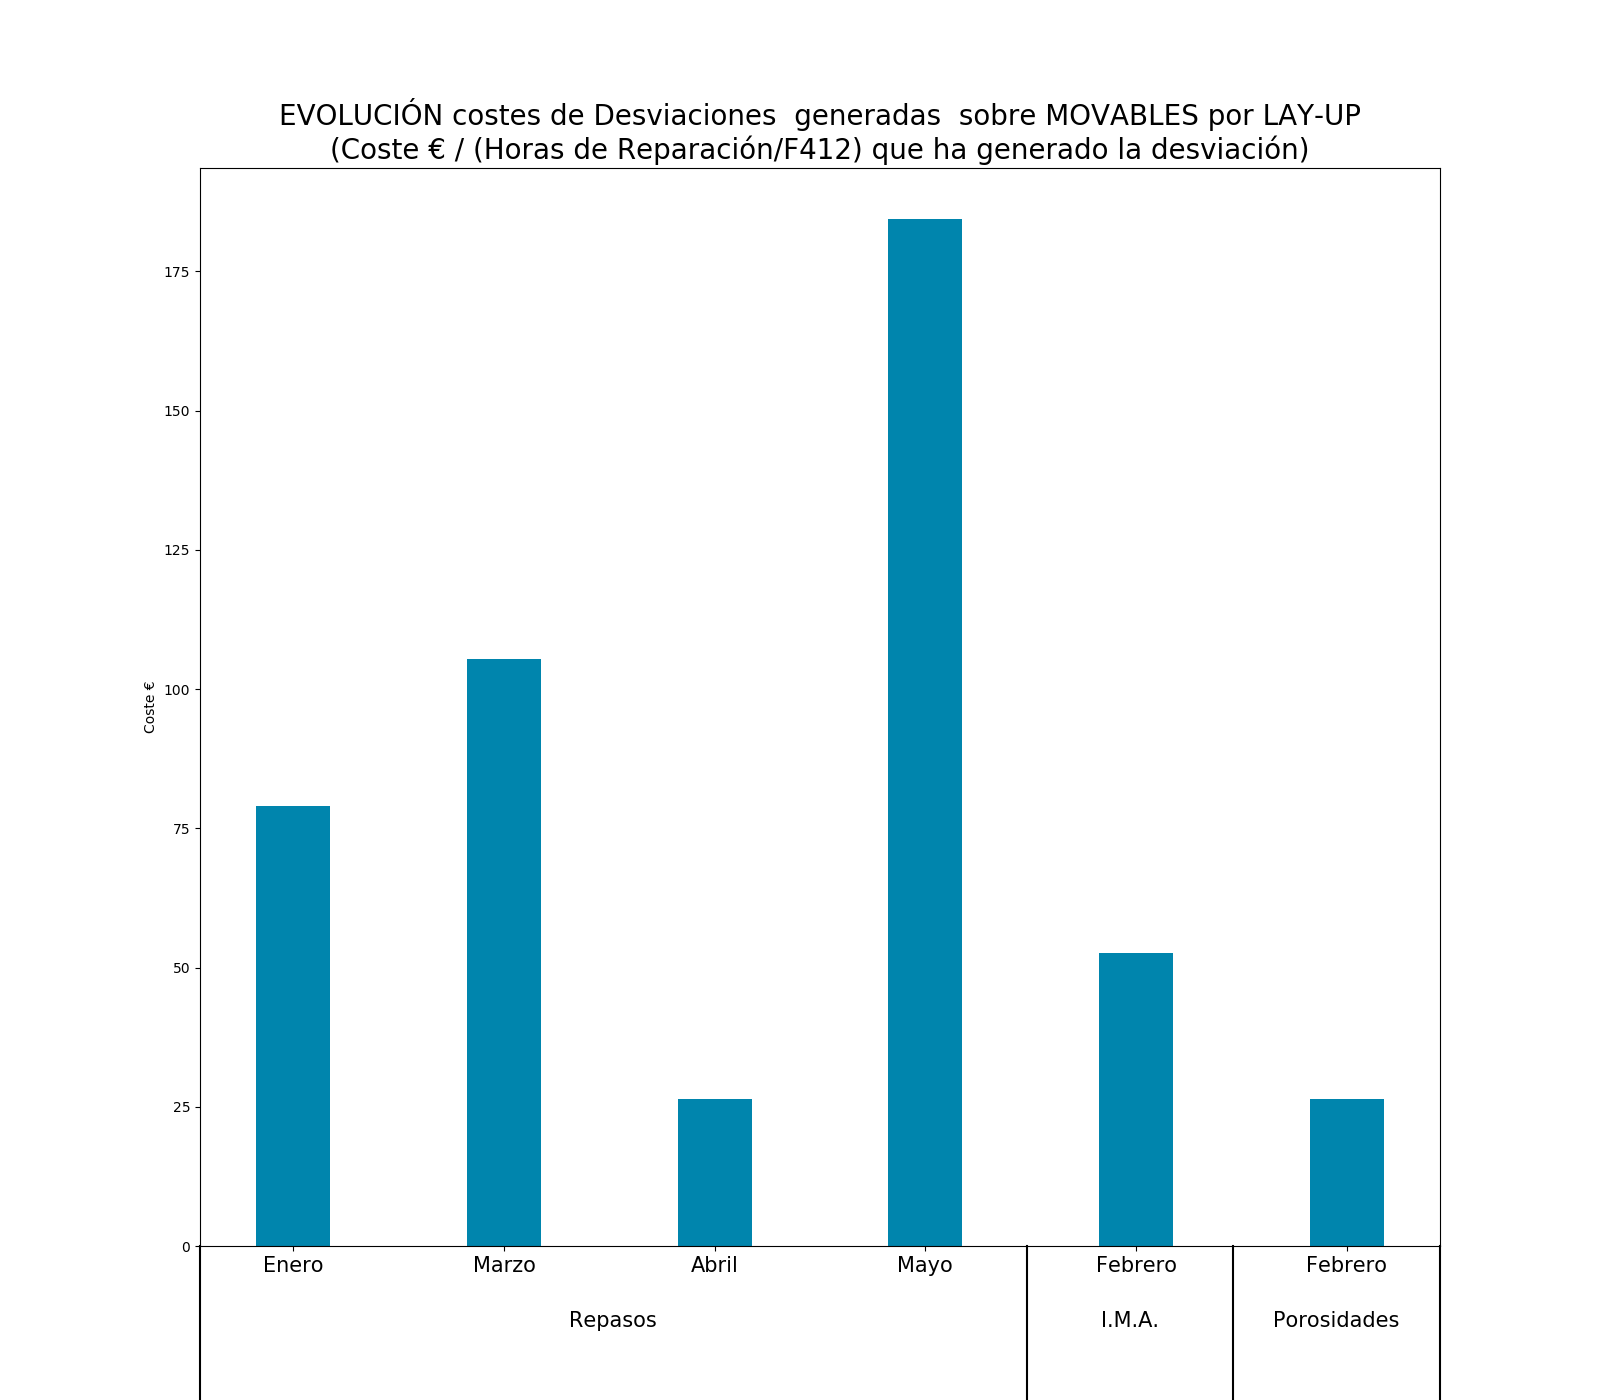 EVOLUCIÓN costes de Desviaciones  generadas  sobre MOVABLES por LAY-UP
(Coste € / (Horas de Reparación/F412) que ha generado la desviación)
175
150
125
100
75
50
25
0
Coste €
Enero Marzo Abril Mayo Febrero Febrero
Repasos I.M.A. Porosidades